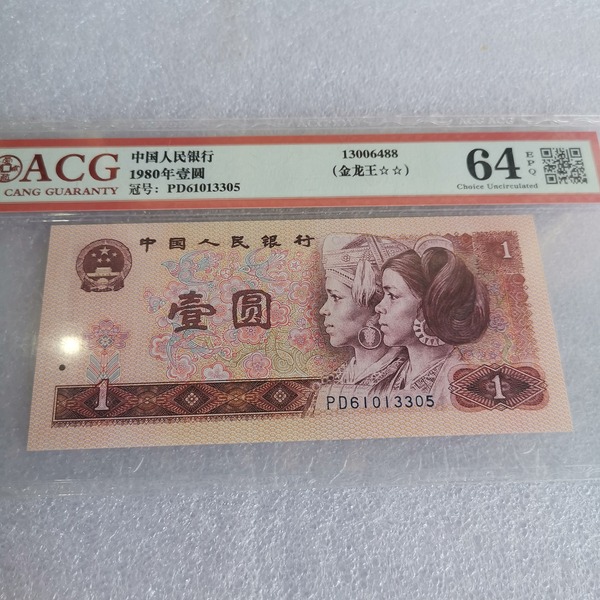 ACG
CANG GUARANTY
中国人民银行
1980年壹圆
冠号: PD61013305
13006488
(金龙王☆☆)
64
EPQ
Choice Uncirculated
中国人民银行
1
壹圆
1
PD61013305
1